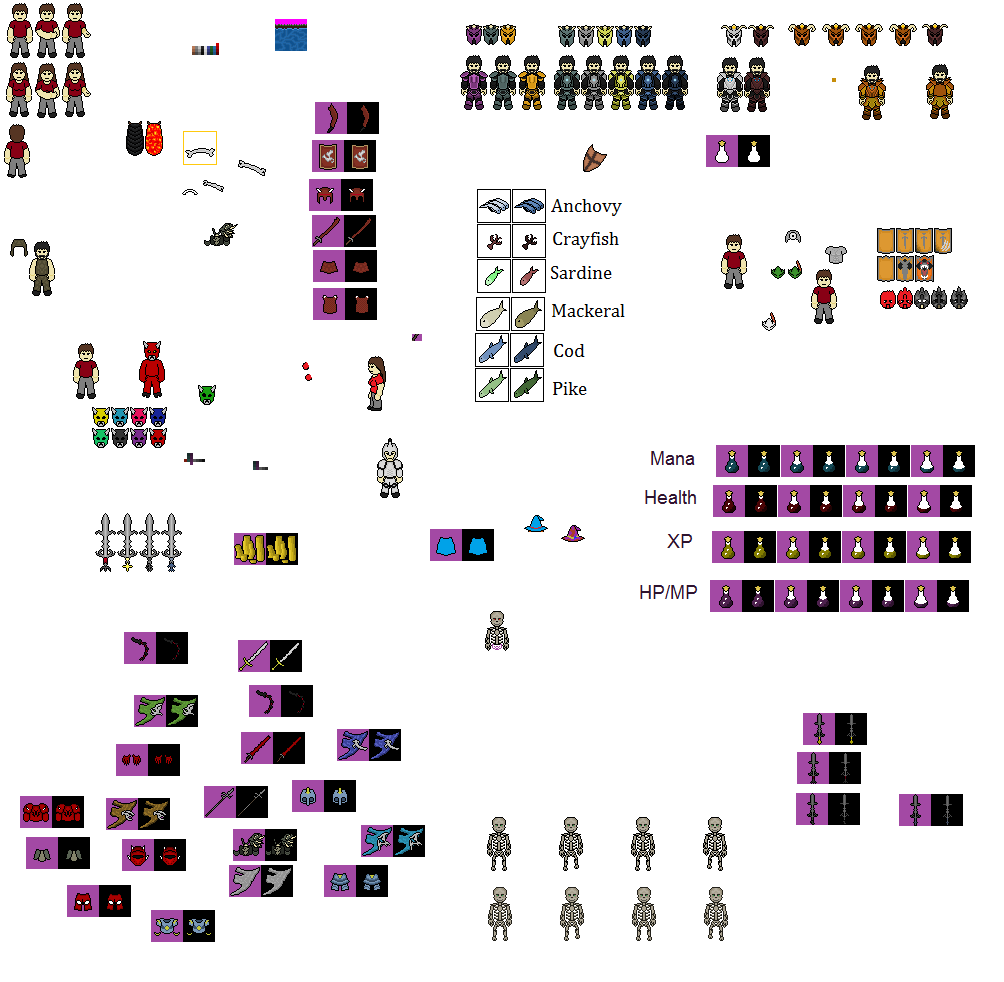 Anchovy
Crayfish
Sardine
Mackeral
Cod
Pike
Mana
Health
XP
HP/MP